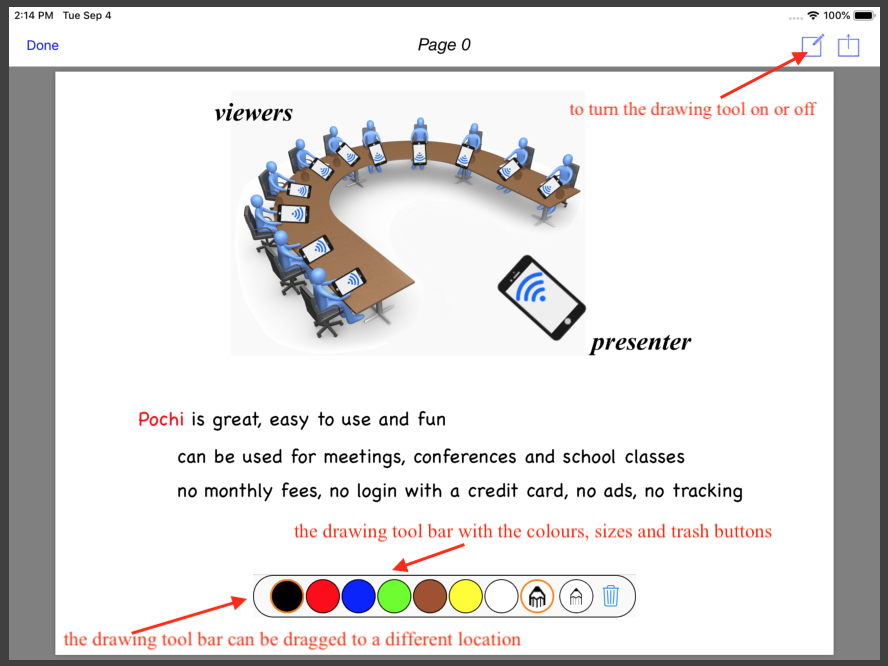 2:14 PM Tue Sep 4
100%
Done
Page 0
to turn the drawing tool on or off
viewers
presenter
Pochi is great, easy to use and fun
can be used for meetings, conferences and school classes
no monthly fees, no login with a credit card, no ads, no tracking
the drawing tool bar with the colours, sizes and trash buttons
the drawing tool bar can be dragged to a different location